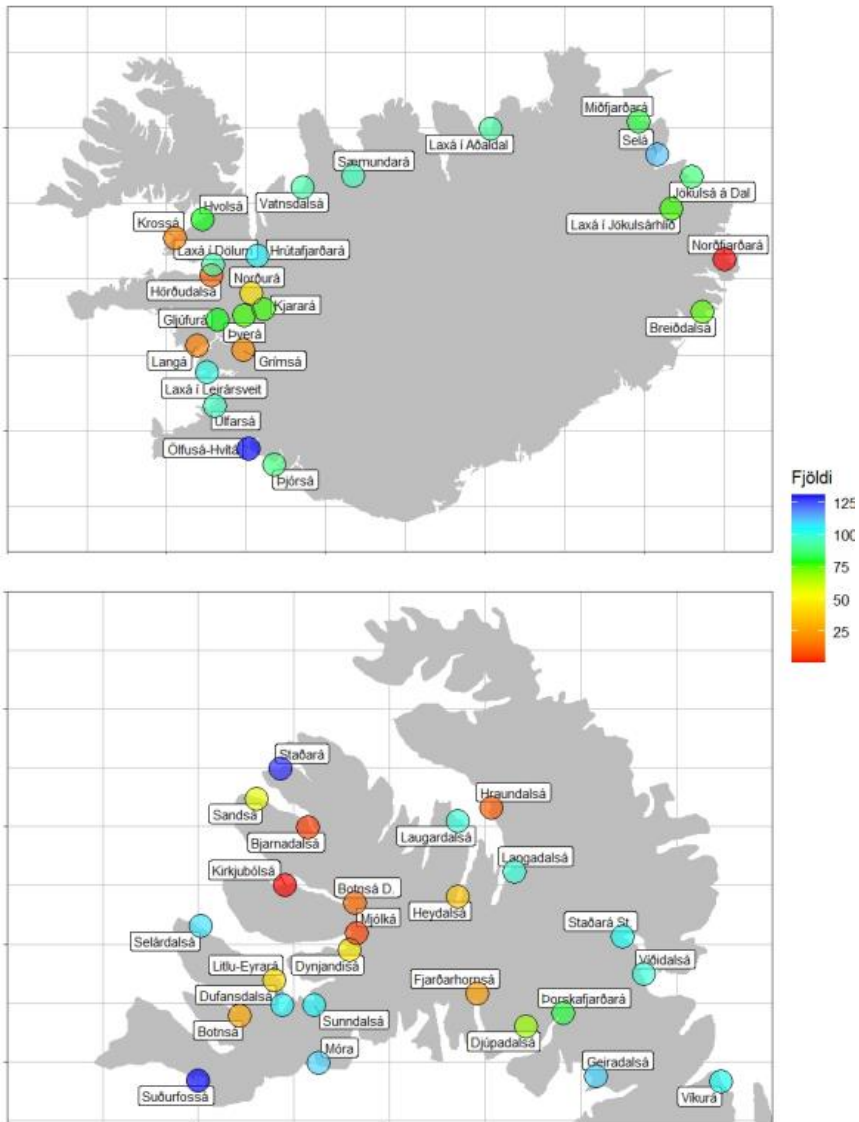 Miðfjarðará
Selá
Laxá í Aðaldal
Sæmundará
Vatnsdalsá
Jökulsá á Dal
Hvolsá
Laxá í Jökulsárhlíð
Krossá
Laxá í Dölum
Hrútafjarðará
Norðfjarðará
Hörðudalsá
Norðurá
Kjarará
Gljúfurá
Þverá
Breiðdalsá
Langá
Grímsá
Laxá í Leirársveit
Úlfarsá
Ölfusá-Hvítá
Þjórsá
Fjöldi
125
100
75
50
25
Staðará
Sandsá
Hraundalsá
Bjarnadalsá
Laugardalsá
Langadalsá
Kirkjubólsá
Botnsá D.
Heydalsá
Mjólká
Staðará St.
Selárdalsá
Dynjandisá
Víðidalsá
Litlu-Eyrará
Fjarðarhornsá
Dufansdalsá
Þorskafjarðará
Botnsá
Sunndalsá
Djúpadalsá
Móra
Geiradalsá
Suðurfossá
Víkurá